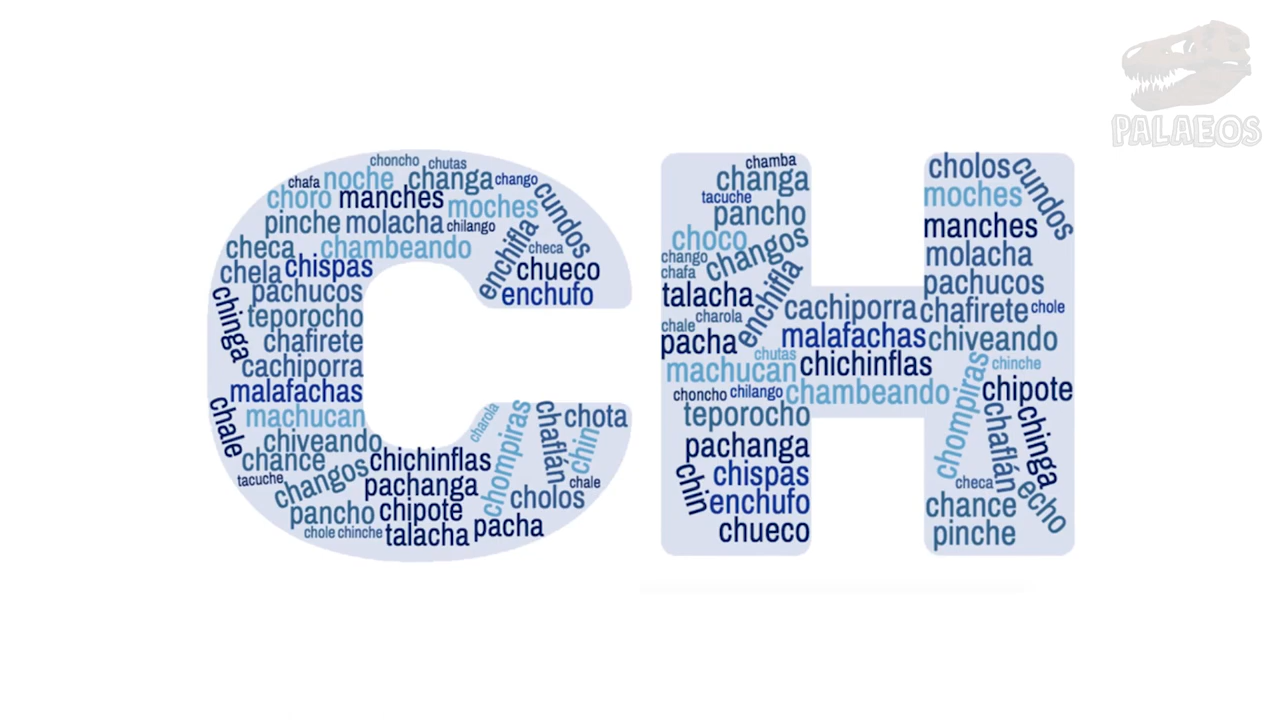 PALAEOS
choncho chutas
chafa noche changa chango
choro manches moches cundos
pinche molacha chilango
checa chambeando enchifla checa
chela chispas chueco
pachucos enchufo
chinga teporocho
chafirete
cachiporra
malafachas
chale machucan charola chompiras chaflán chin chota
chiveando
chance changos chichinflas
tacuche pachanga chale
pancho chipote cholos
chole chinche talacha pacha
chamba
changa
tacuche
pancho
choco changos
chango
chafa enchifla
talacha
charola
chale
pacha
chutas
machucan
choncho chilango
teporocho
pachanga
chin chispas
enchufo
chueco
cachiporra
malafachas
chichinflas
chambeando
cholos cundos
moches
manches
molacha
pachucos
chafirete chole
chiveando
chompiras chinche
chipote
chaflán chinga
checa echo
chance
pinche